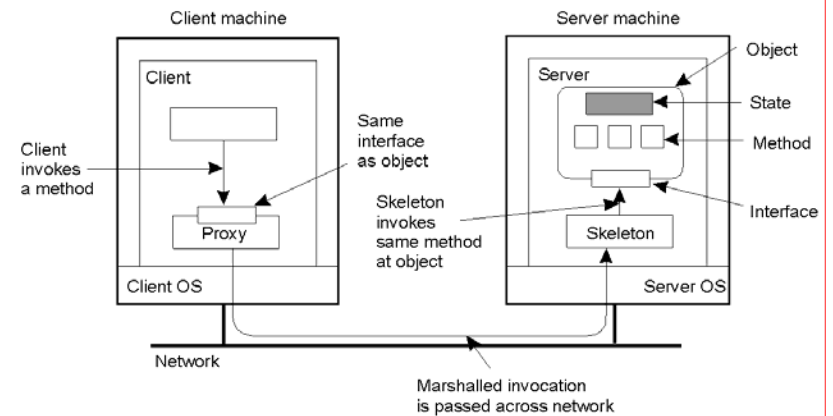 Client machine
Server machine
Client
Server
Object
State
Method
Interface
Client
invokes
a method
Same
interface
as object
Proxy
Skeleton
invokes
same method
at object
Skeleton
Client OS
Server OS
Network
Marshalled invocation
is passed across network